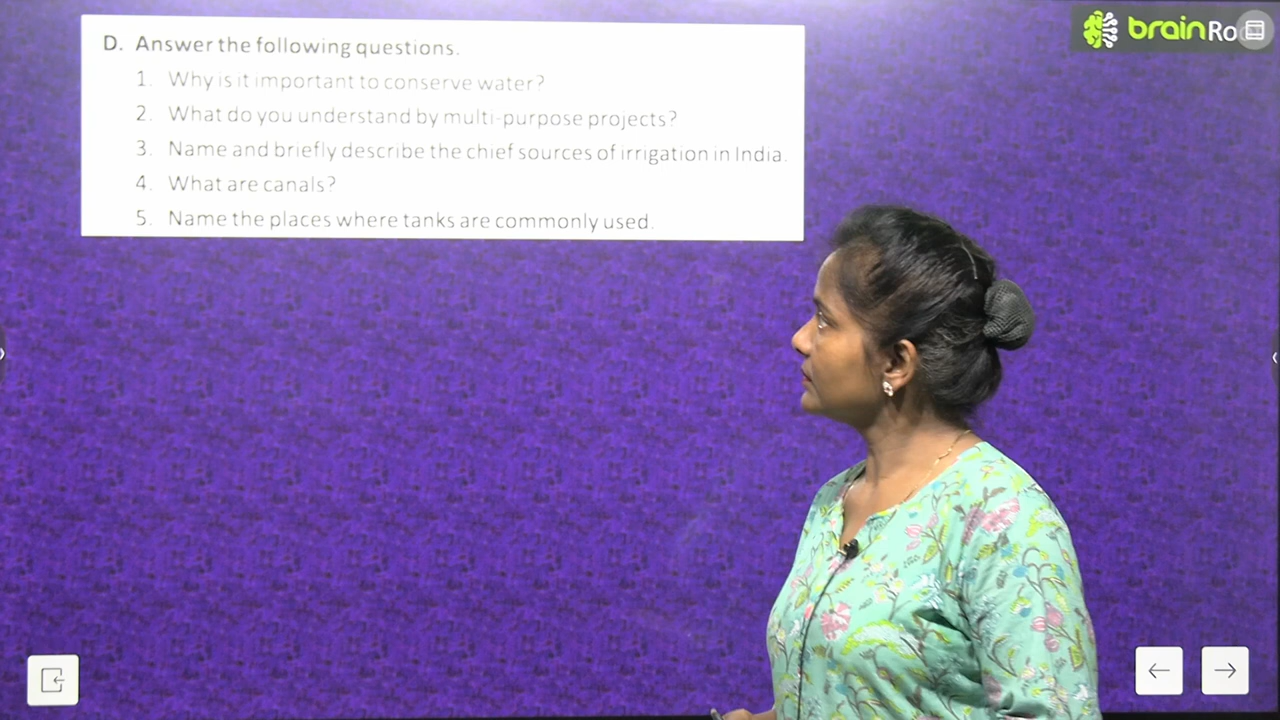 D. Answer the following questions.
1. Why is it important to conserve water?
2. What do you understand by multi-purpose projects?
3. Name and briefly describe the chief sources of irrigation in India.
4. What are canals?
5. Name the places where tanks are commonly used.
brain